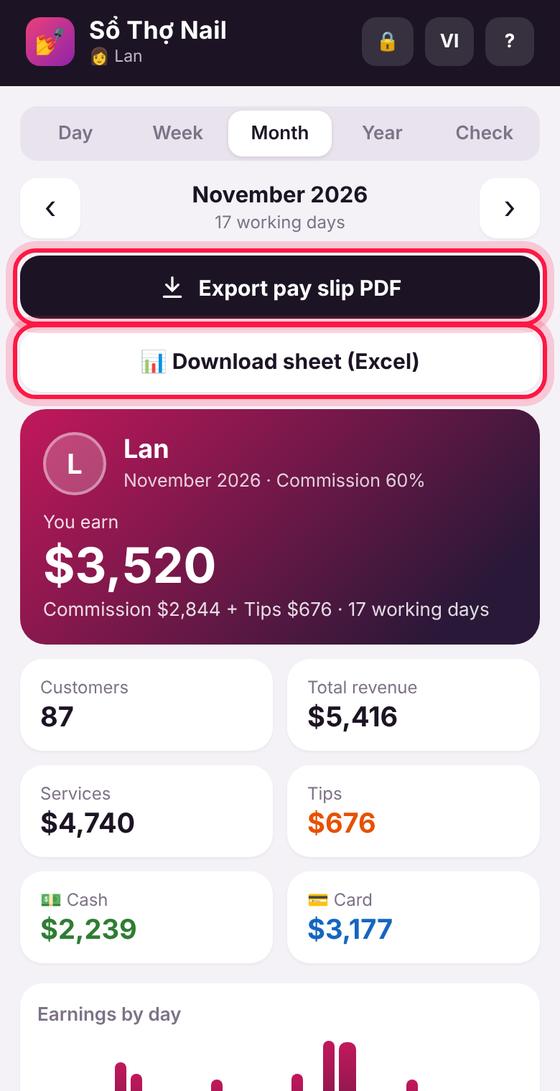 Sổ Thợ Nail
Lan
VI
?
Day Week Month Year Check
‹
November 2026
17 working days
›
Export pay slip PDF
Download sheet (Excel)
L
Lan
November 2026 · Commission 60%
You earn
$3,520
Commission $2,844 + Tips $676 · 17 working days
Customers
87
Total revenue
$5,416
Services
$4,740
Tips
$676
Cash
$2,239
Card
$3,177
Earnings by day